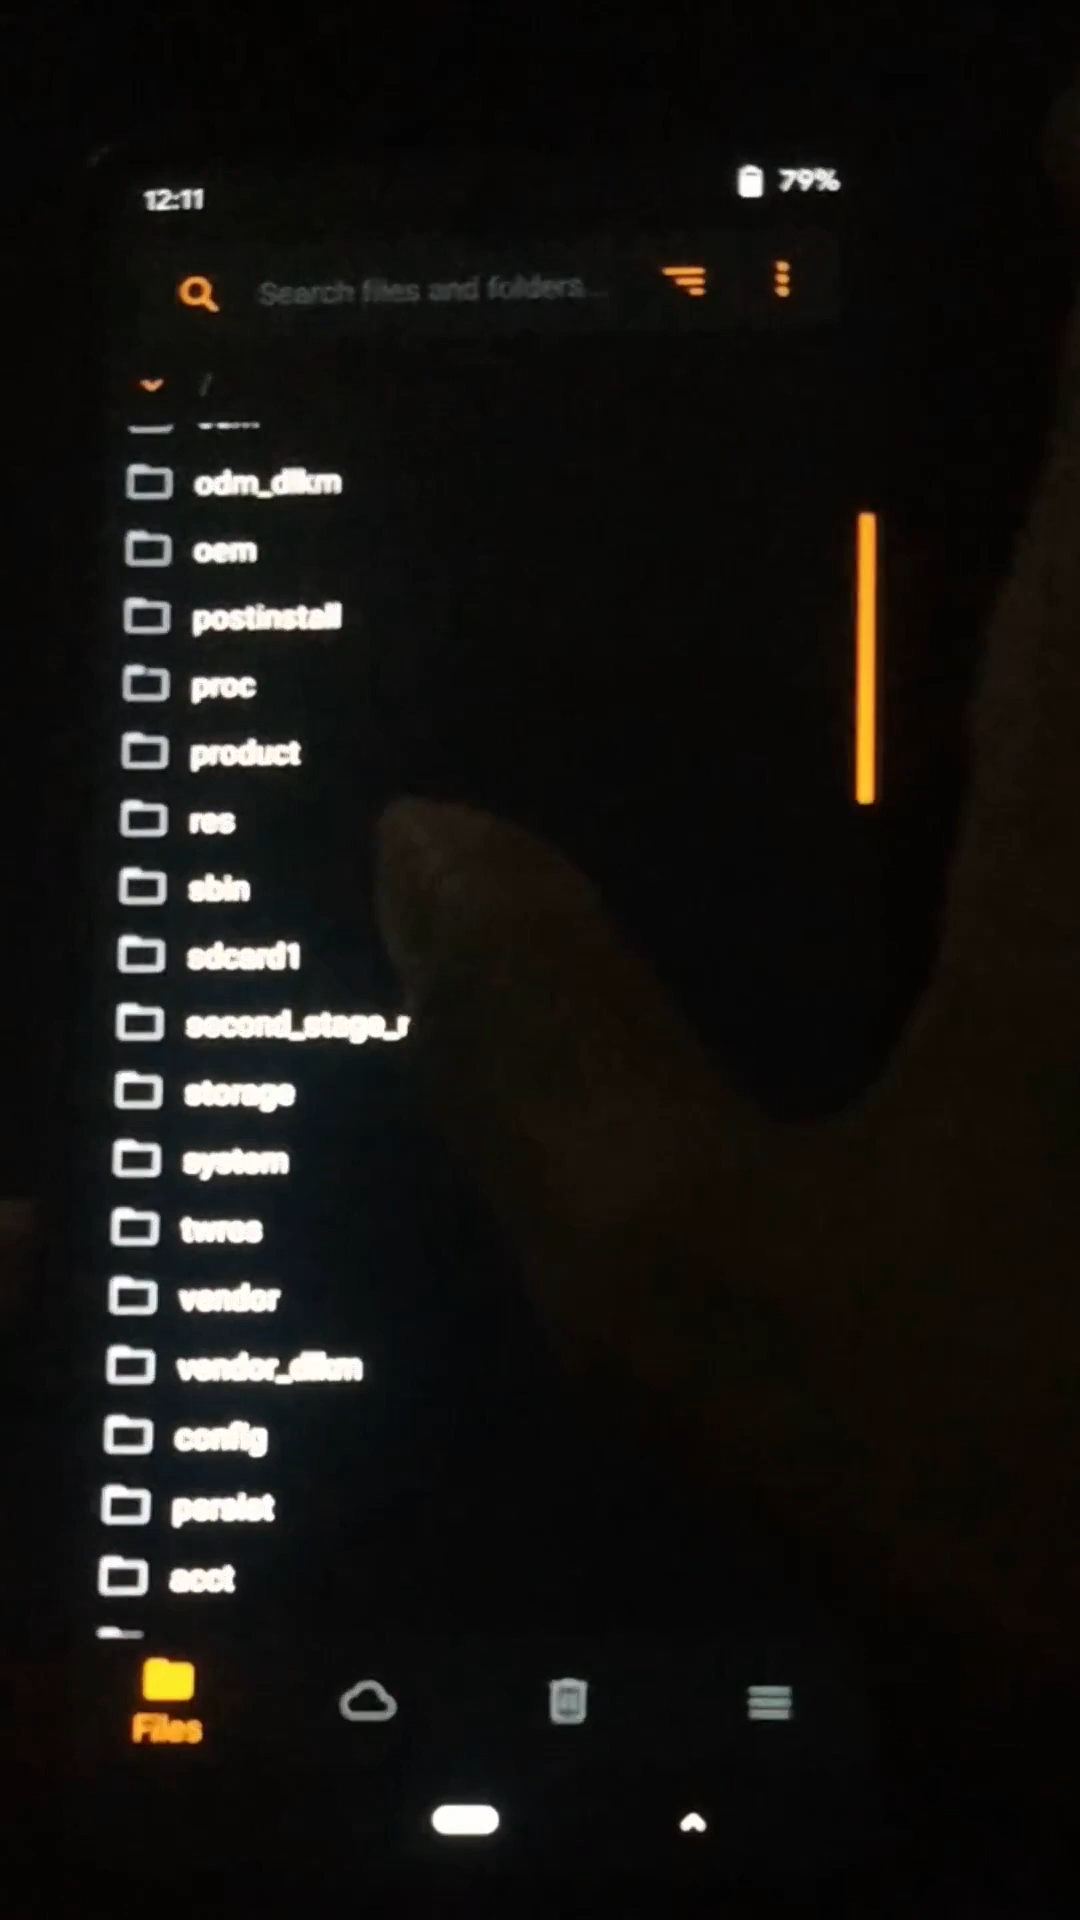 12:11
79%
Search files and folders...
/
odm_dlkm
oem
postinstall
proc
product
res
sbin
sdcard1
second_stage_r
storage
system
twres
vendor
vendor_dlkm
config
persist
acct
Files